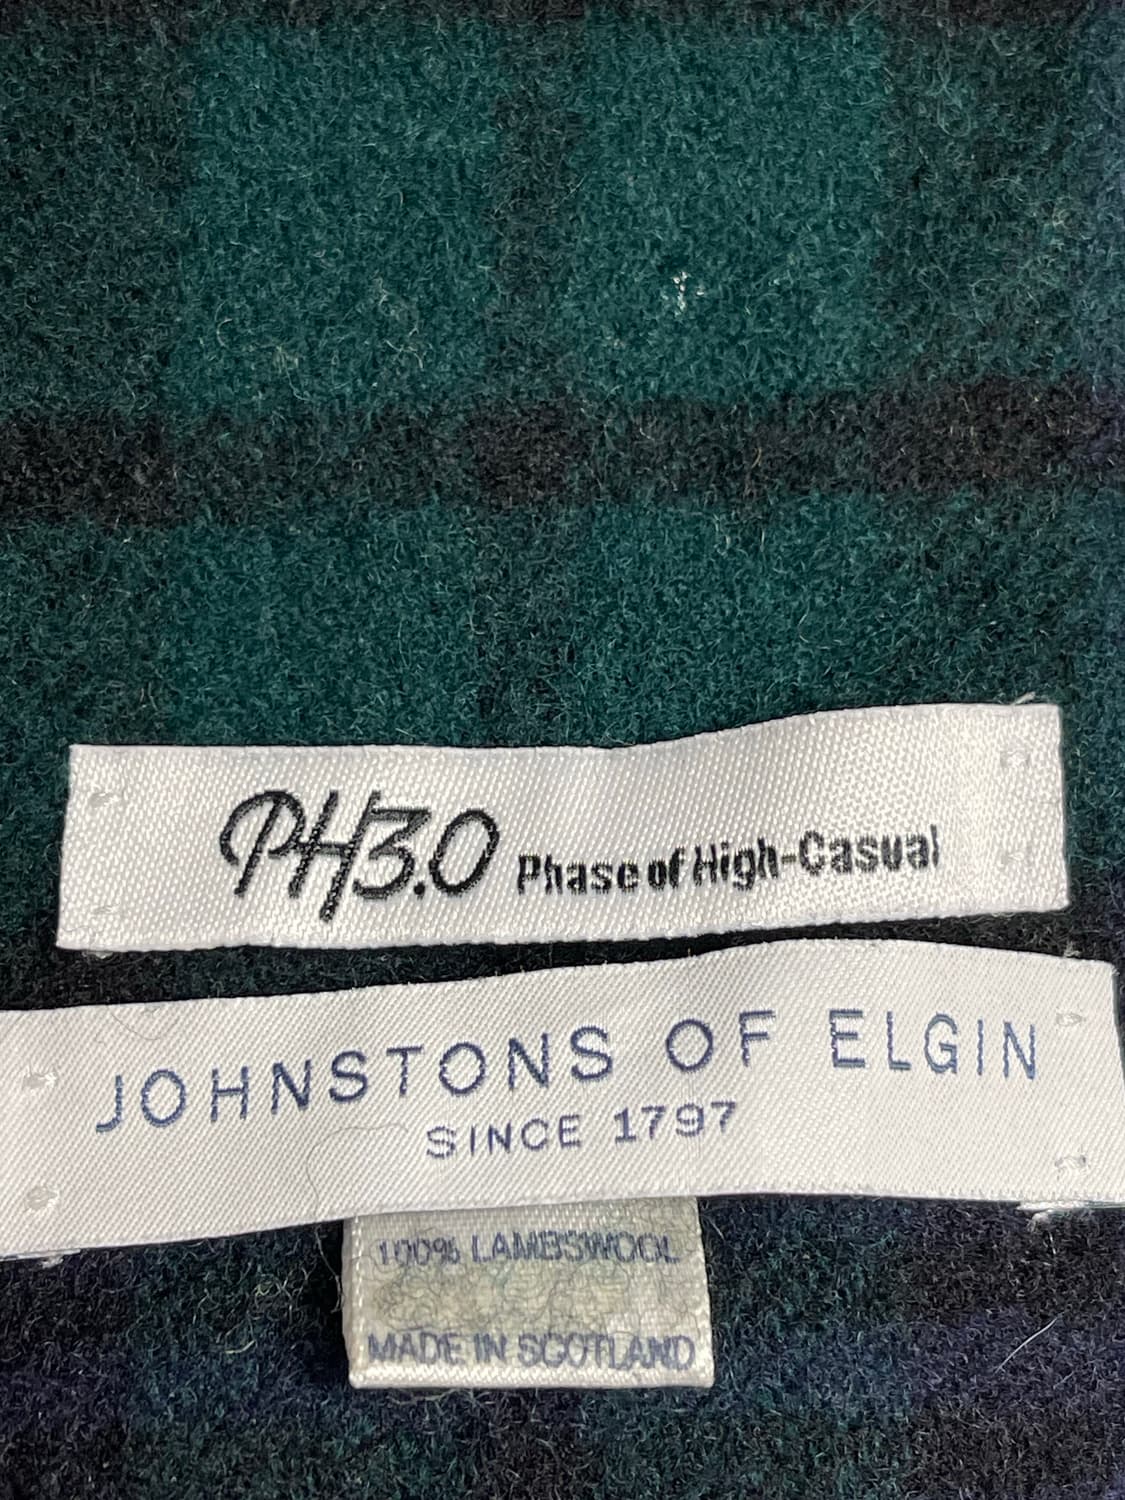 PH3.0 Phase of High-Casual
JOHNSTONS OF ELGIN
SINCE 1797
100% LAMBSWOOL
MADE IN SCOTLAND